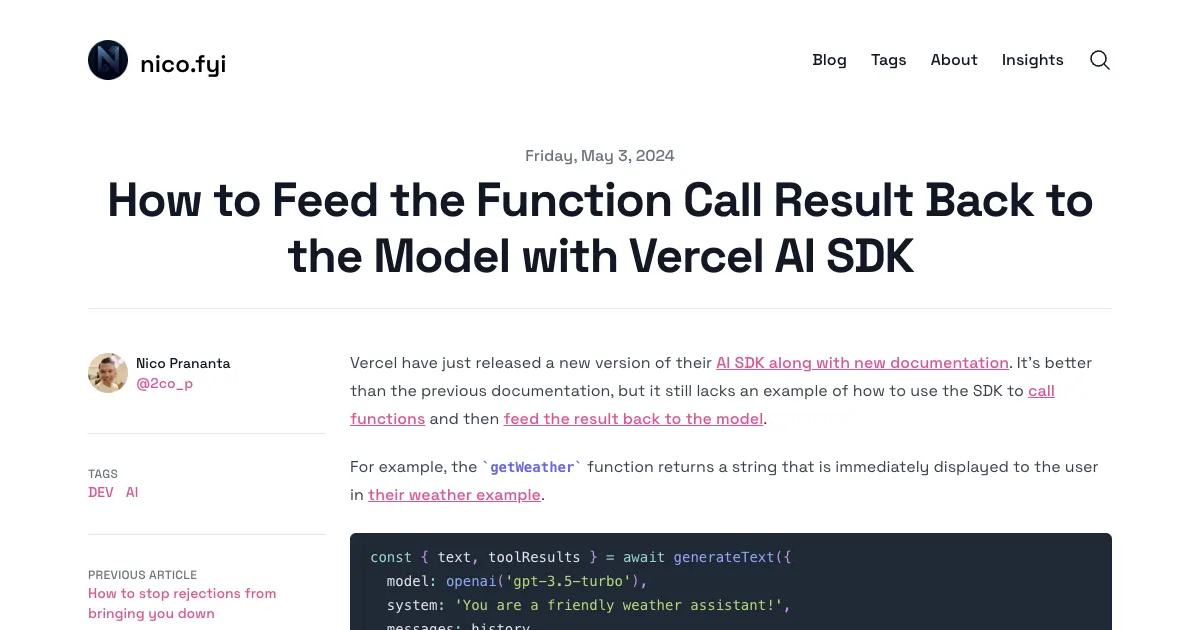 nico.fyi
Blog Tags About Insights
Friday, May 3, 2024
How to Feed the Function Call Result Back to
the Model with Vercel AI SDK
Nico Prananta
@2co_p
TAGS
DEV AI
PREVIOUS ARTICLE
How to stop rejections from
bringing you down
Vercel have just released a new version of their AI SDK along with new documentation. It's better
than the previous documentation, but it still lacks an example of how to use the SDK to call
functions and then feed the result back to the model.
For example, the `getWeather` function returns a string that is immediately displayed to the user
in their weather example.
const { text, toolResults } = await generateText({
model: openai('gpt-3.5-turbo'),
system: 'You are a friendly weather assistant!',
messages: history,